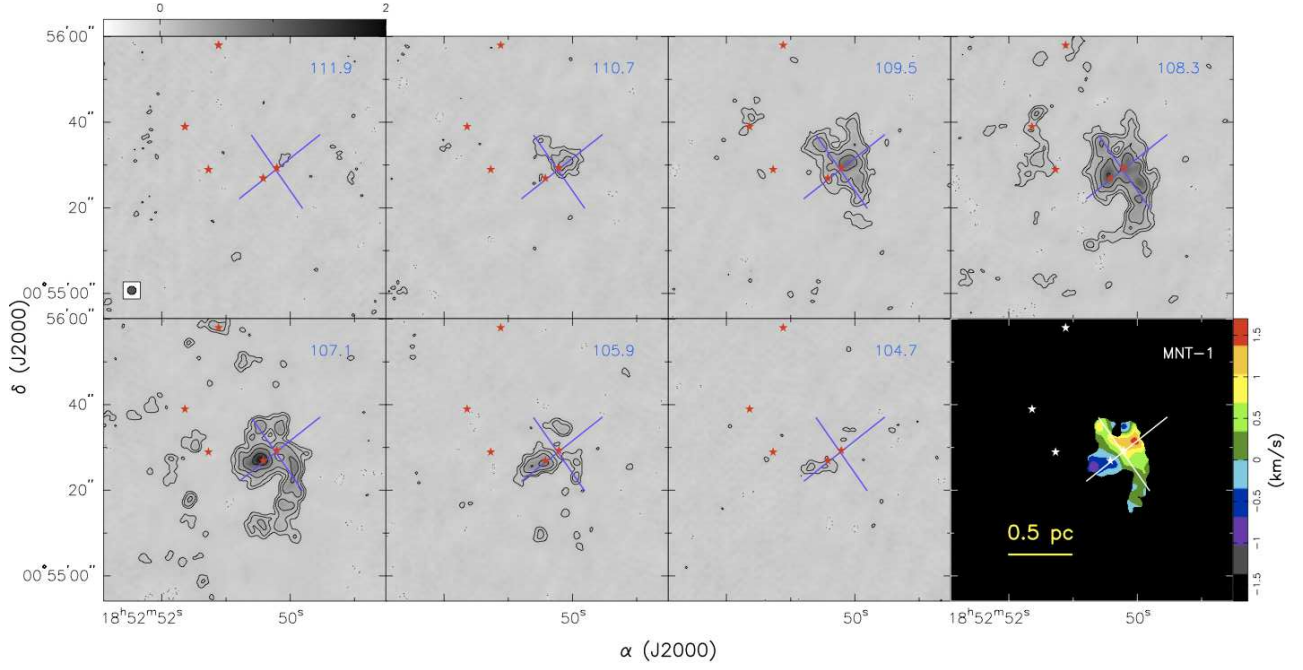 0 2
56′00″ 111.9 110.7 109.5 108.3
40″
20″
00°55′00″
δ (J2000)
56′00″ 107.1 105.9 104.7 MNT-1
40″
20″
00°55′00″
0.5 pc
1.5
1
0.5
0
-0.5
-1
-1.5
(km/s)
18ʰ52ᵐ52ˢ 50ˢ 18ʰ52ᵐ52ˢ 50ˢ 18ʰ52ᵐ52ˢ 50ˢ 18ʰ52ᵐ52ˢ 50ˢ
α (J2000)